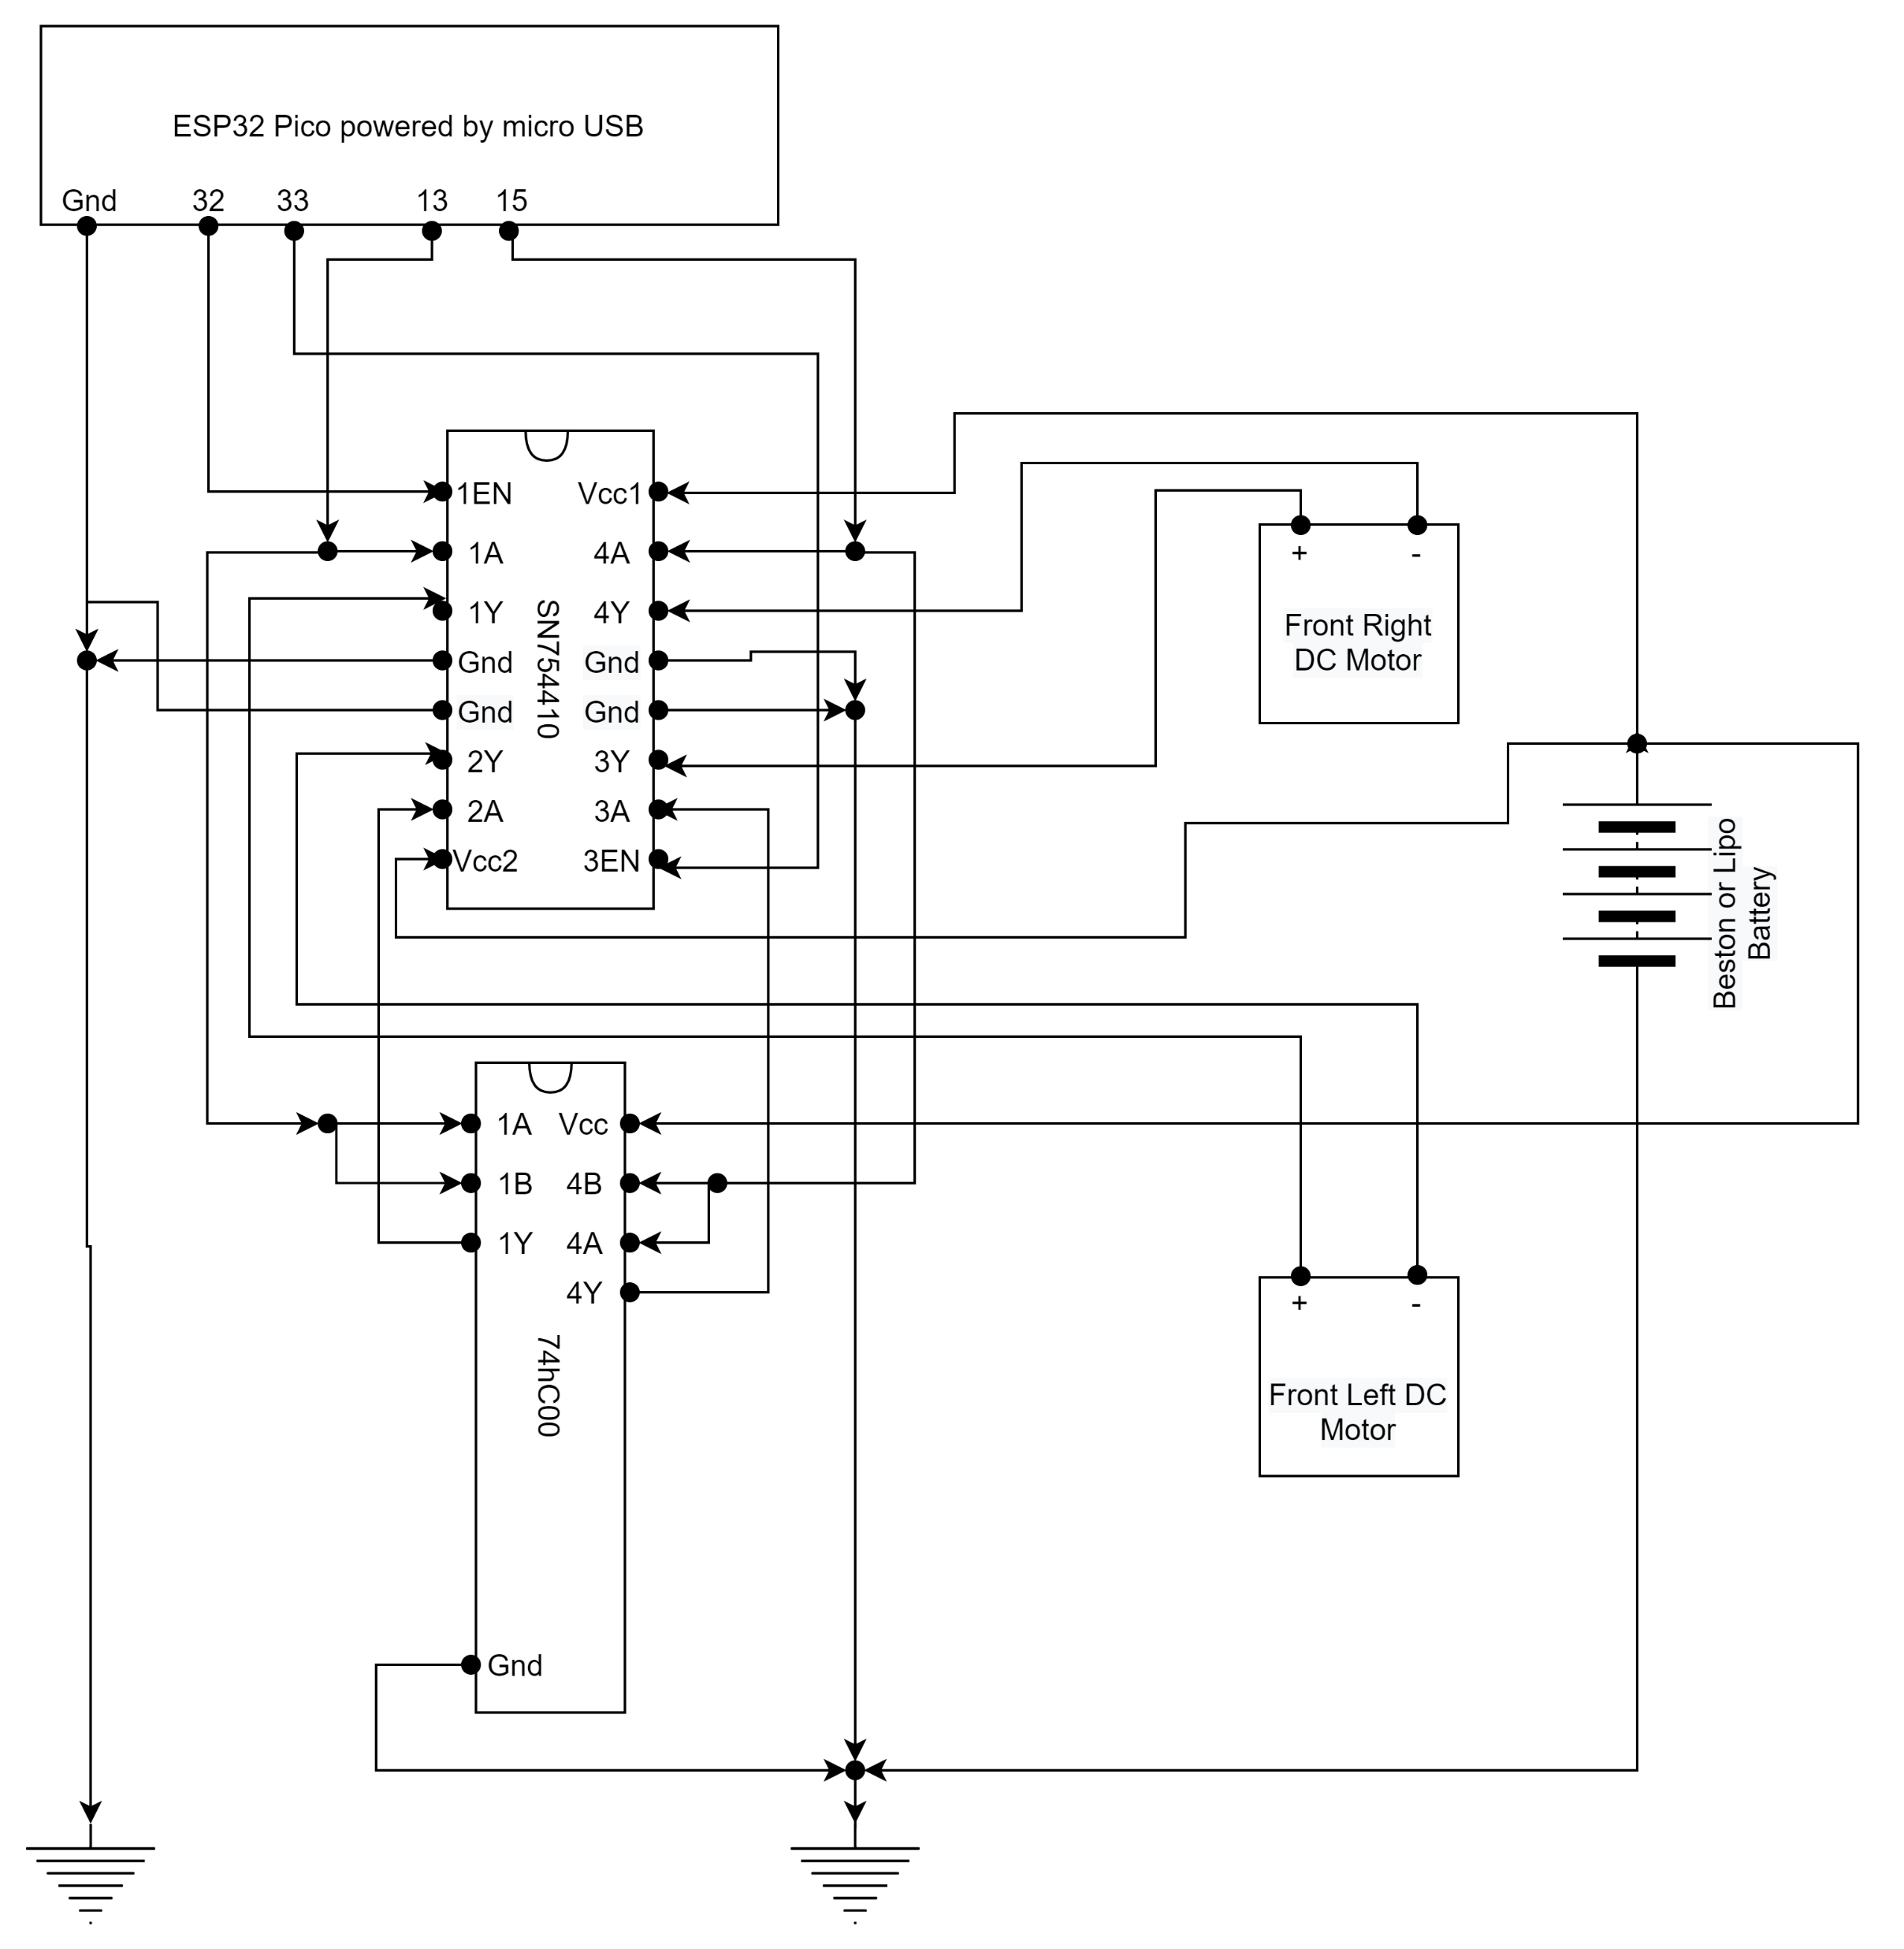 ESP32 Pico powered by micro USB
Gnd 32 33 13 15
1EN Vcc1
1A 4A
1Y 4Y
Gnd Gnd
Gnd Gnd
2Y 3Y
2A 3A
Vcc2 3EN
SN754410
+ -
Front Right
DC Motor
Beston or Lipo
Battery
1A Vcc
1B 4B
1Y 4A
4Y
74hC00
Gnd
+ -
Front Left DC
Motor